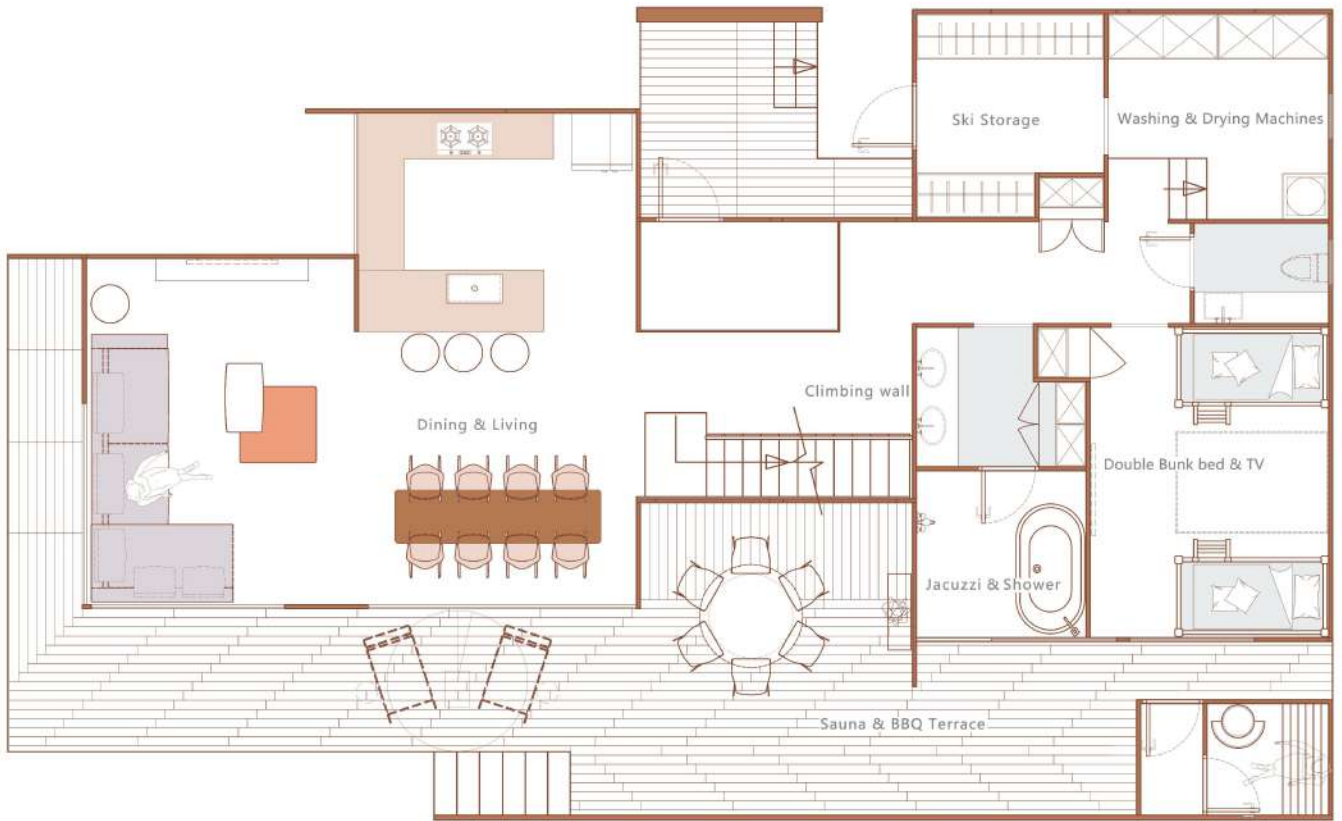 Ski Storage
Washing & Drying Machines
Climbing wall
Dining & Living
Double Bunk bed & TV
Jacuzzi & Shower
Sauna & BBQ Terrace